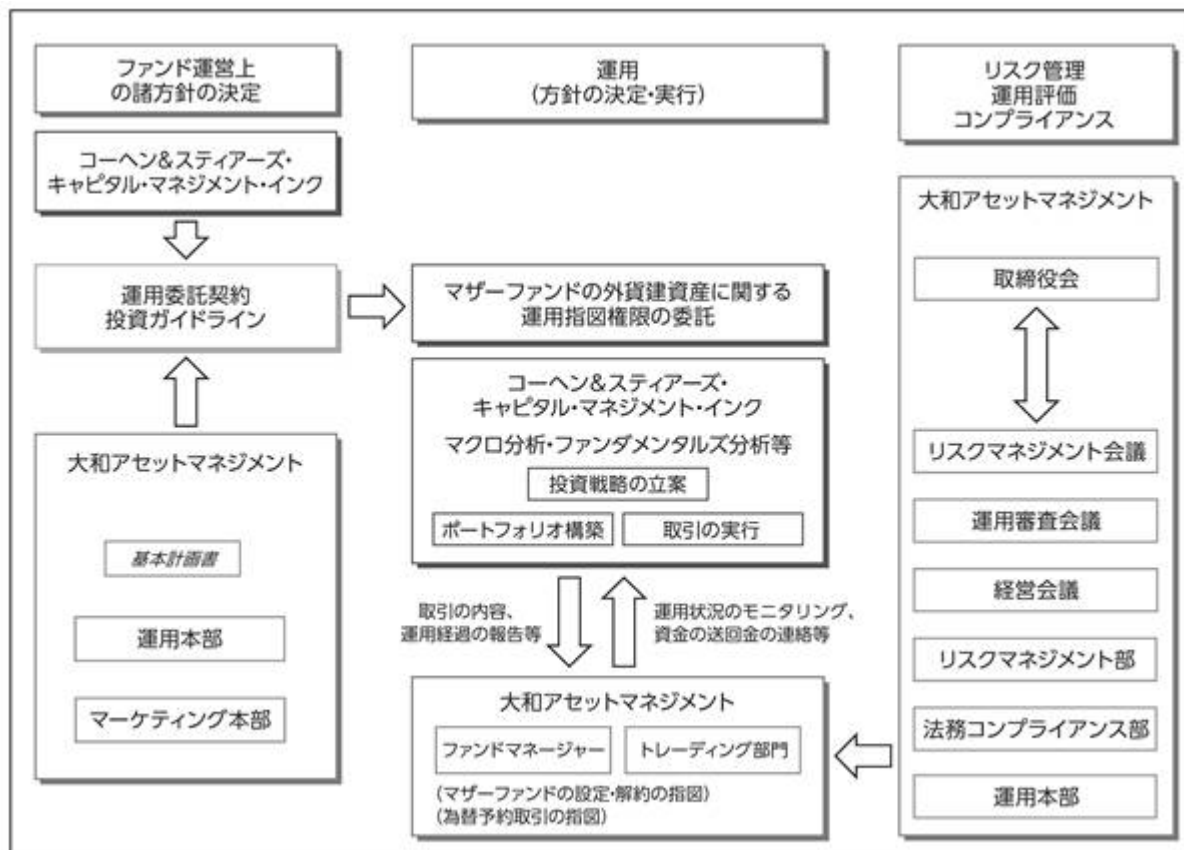 ファンド運営上
の諸方針の決定
コーヘン&スティアーズ・
キャピタル・マネジメント・インク
運用委託契約
投資ガイドライン
大和アセットマネジメント
基本計画書
運用本部
マーケティング本部
運用
(方針の決定・実行)
マザーファンドの外貨建資産に関する
運用指図権限の委託
コーヘン&スティアーズ・
キャピタル・マネジメント・インク
マクロ分析・ファンダメンタルズ分析等
投資戦略の立案
ポートフォリオ構築
取引の実行
取引の内容、
運用経過の報告等
運用状況のモニタリング、
資金の送回金の連絡等
大和アセットマネジメント
ファンドマネージャー
トレーディング部門
(マザーファンドの設定・解約の指図)
(為替予約取引の指図)
リスク管理
運用評価
コンプライアンス
大和アセットマネジメント
取締役会
リスクマネジメント会議
運用審査会議
経営会議
リスクマネジメント部
法務コンプライアンス部
運用本部